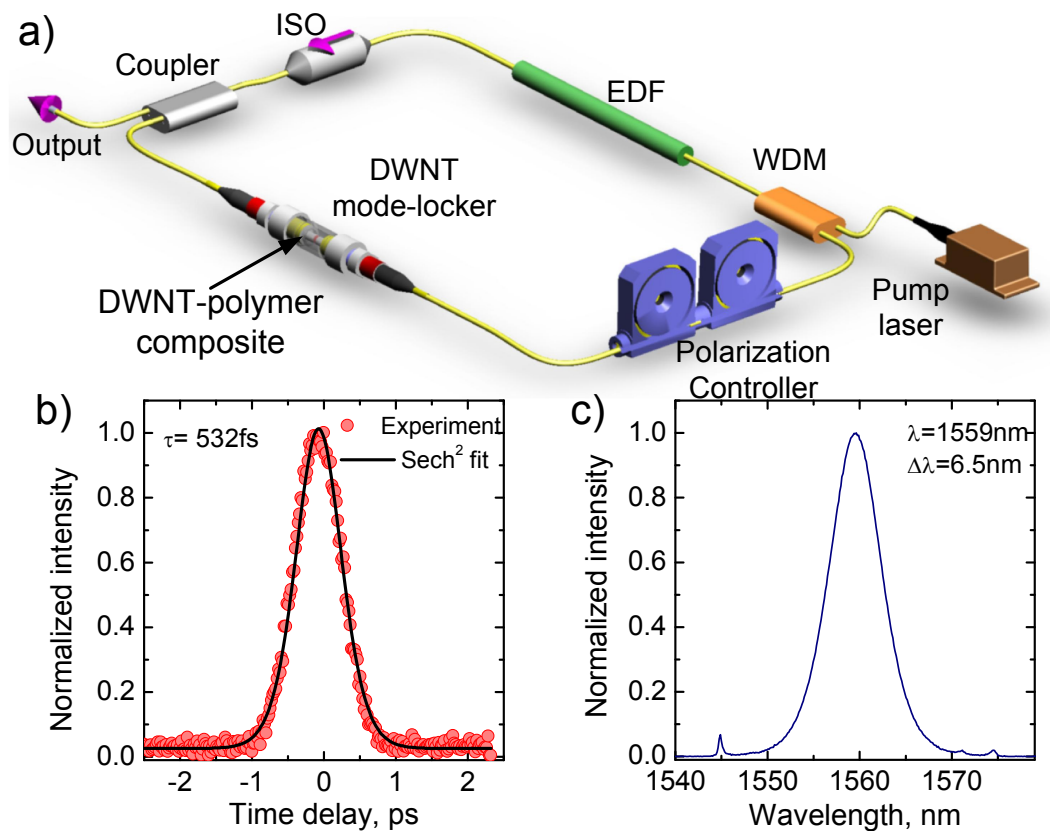 a)
ISO
Coupler
Output
EDF
WDM
DWNT
mode-locker
DWNT-polymer
composite
Pump
laser
Polarization
Controller
b)
τ= 532fs
Experiment
Sech² fit
Normalized intensity
1.0
0.8
0.6
0.4
0.2
0.0
-2 -1 0 1 2
Time delay, ps
c)
λ=1559nm
Δλ=6.5nm
Normalized intensity
1.0
0.8
0.6
0.4
0.2
0.0
1540 1550 1560 1570
Wavelength, nm